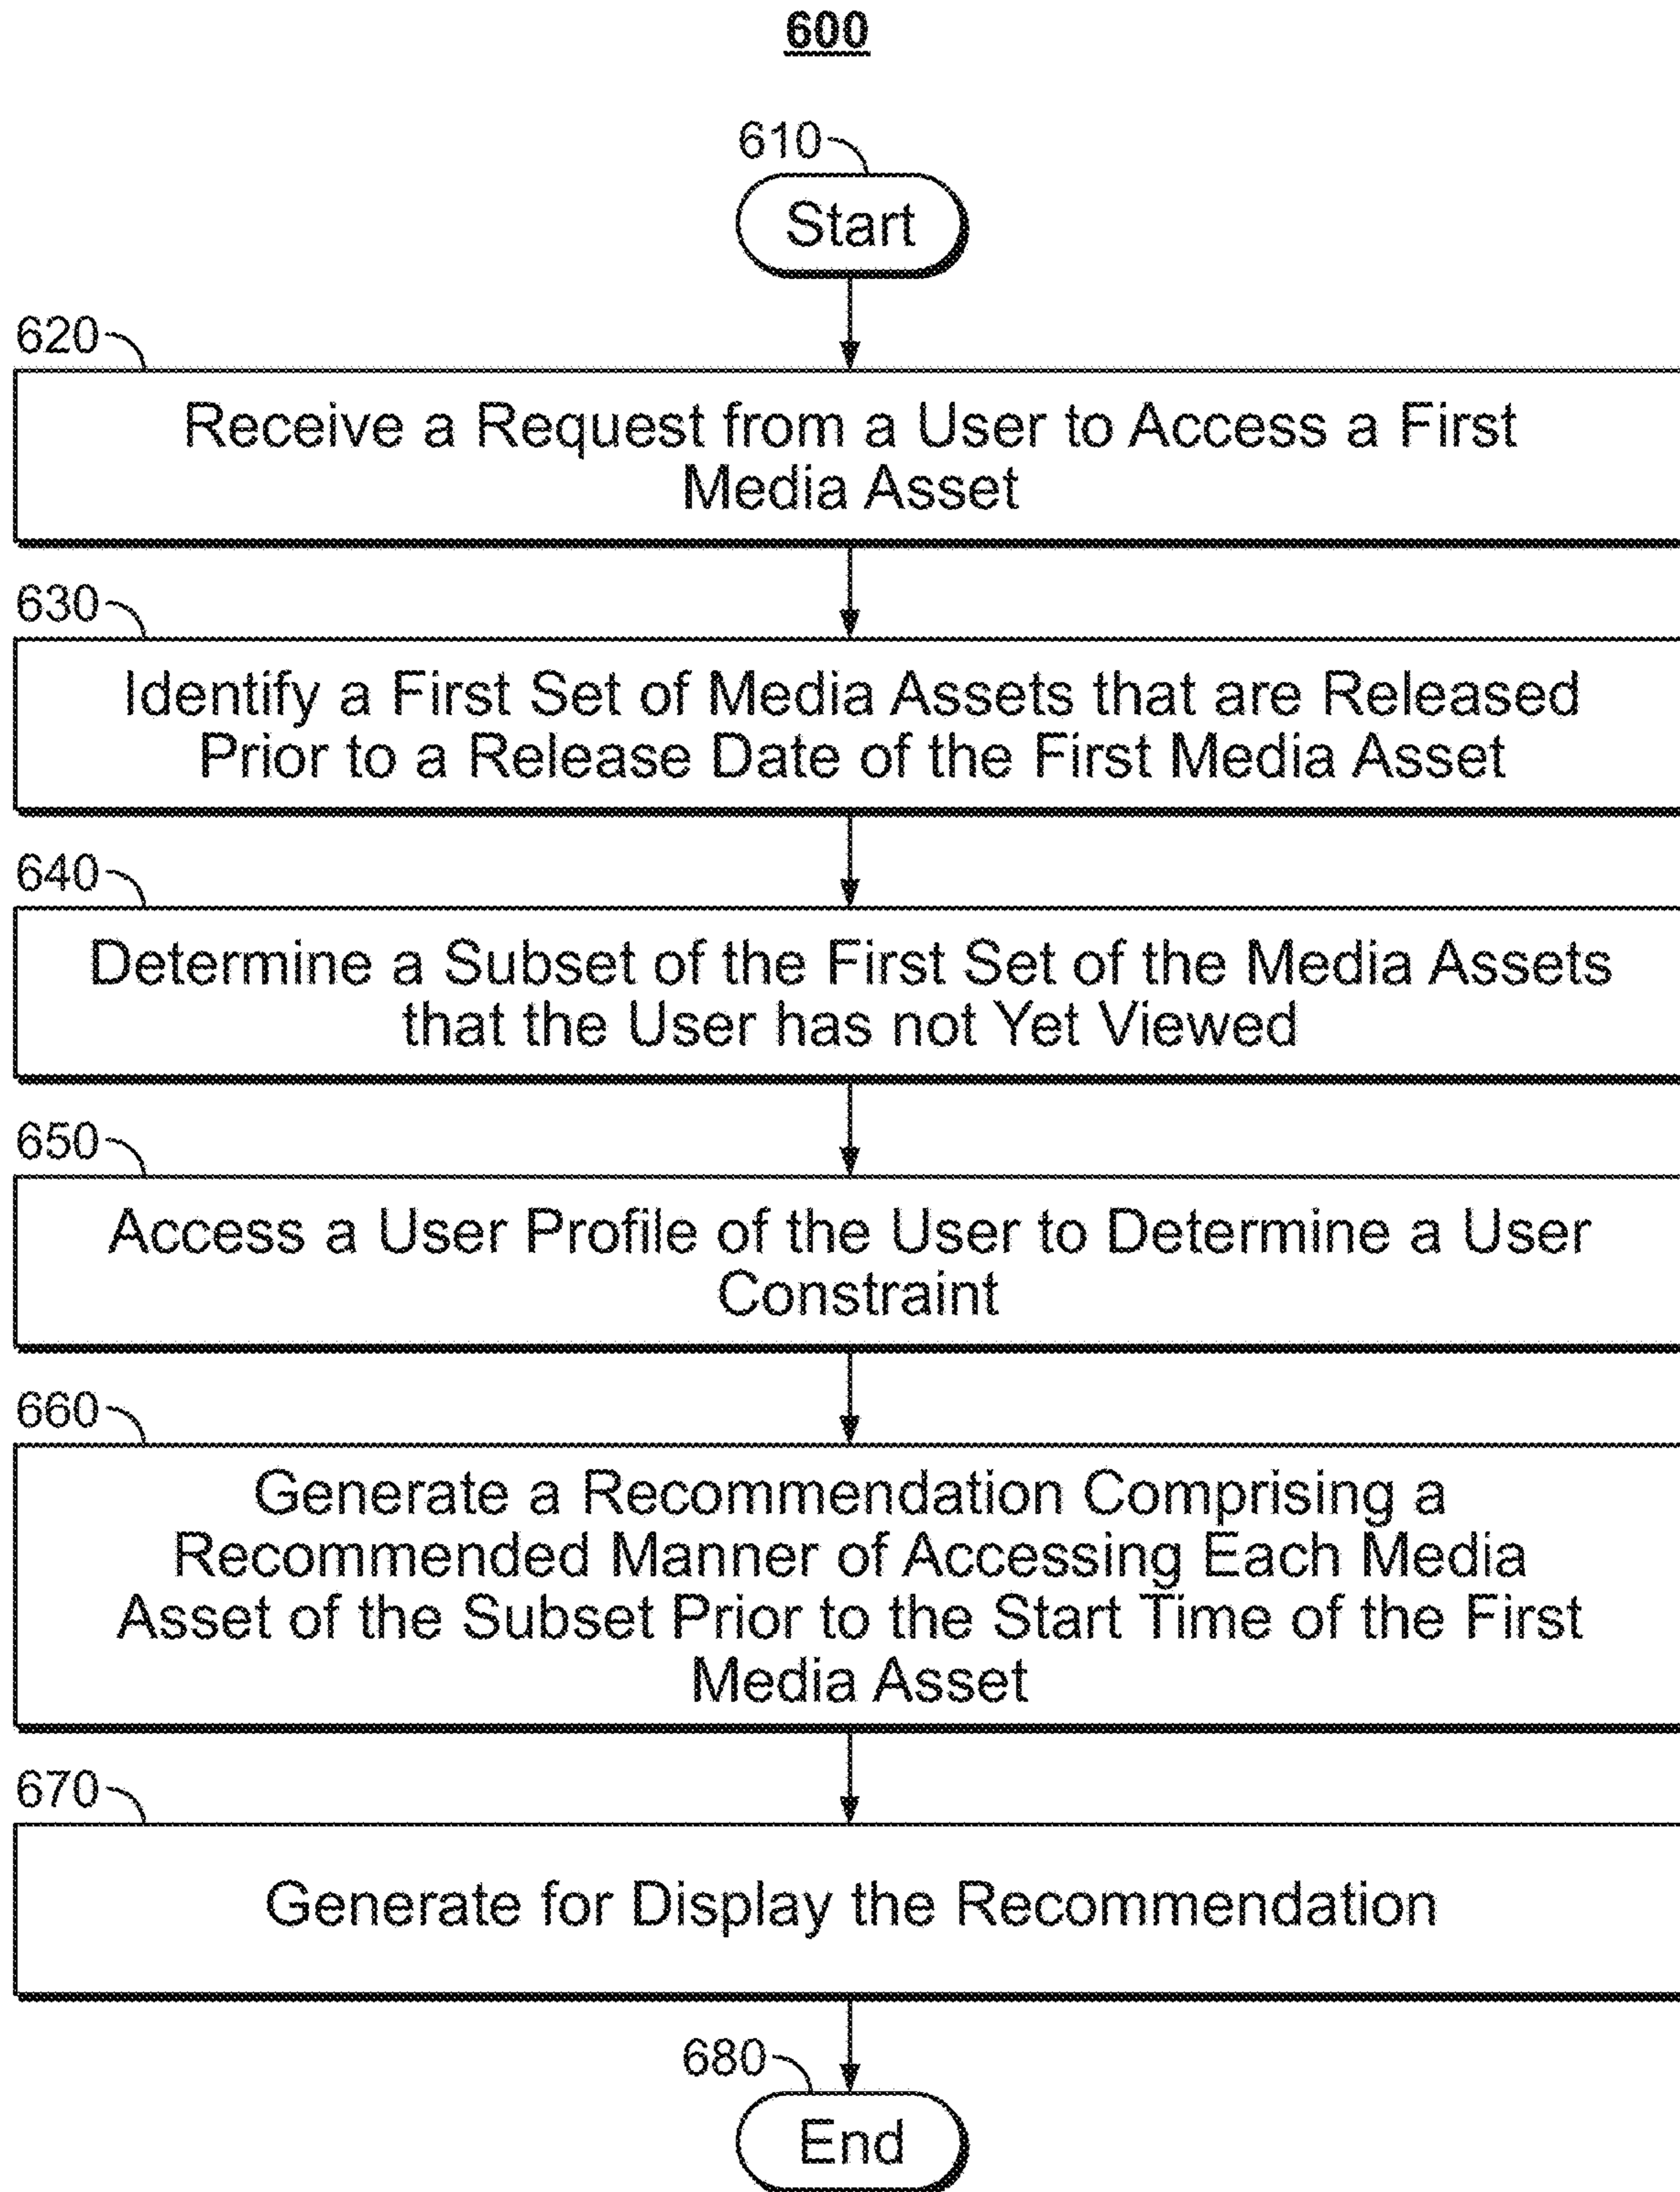 600
610
Start
620
Receive a Request from a User to Access a First
Media Asset
630
Identify a First Set of Media Assets that are Released
Prior to a Release Date of the First Media Asset
640
Determine a Subset of the First Set of the Media Assets
that the User has not Yet Viewed
650
Access a User Profile of the User to Determine a User
Constraint
660
Generate a Recommendation Comprising a
Recommended Manner of Accessing Each Media
Asset of the Subset Prior to the Start Time of the First
Media Asset
670
Generate for Display the Recommendation
680
End